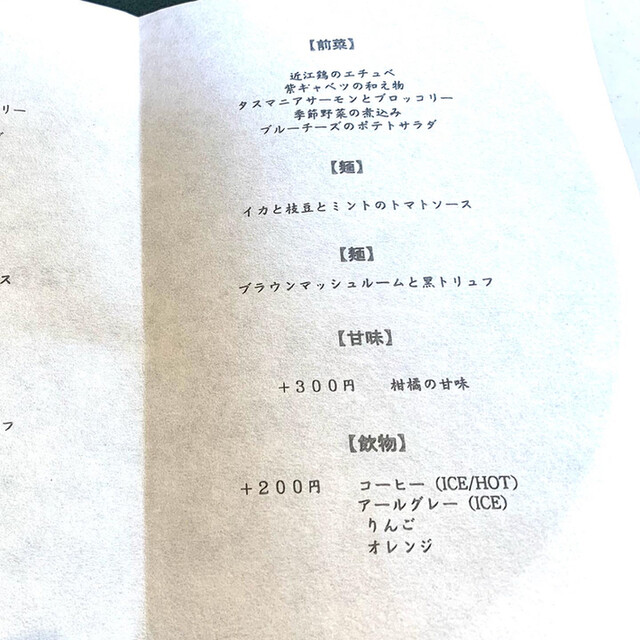 リー
ス
フ
【前菜】
近江鶏のエチュベ
紫ギャベツの和え物
タスマニアサーモンとブロッコリー
季節野菜の煮込み
ブルーチーズのポテトサラダ
【麺】
イカと枝豆とミントのトマトソース
【麺】
ブラウンマッシュルームと黒トリュフ
【甘味】
+300円 柑橘の甘味
【飲物】
+200円 コーヒー (ICE/HOT)
アールグレー (ICE)
りんご
オレンジ